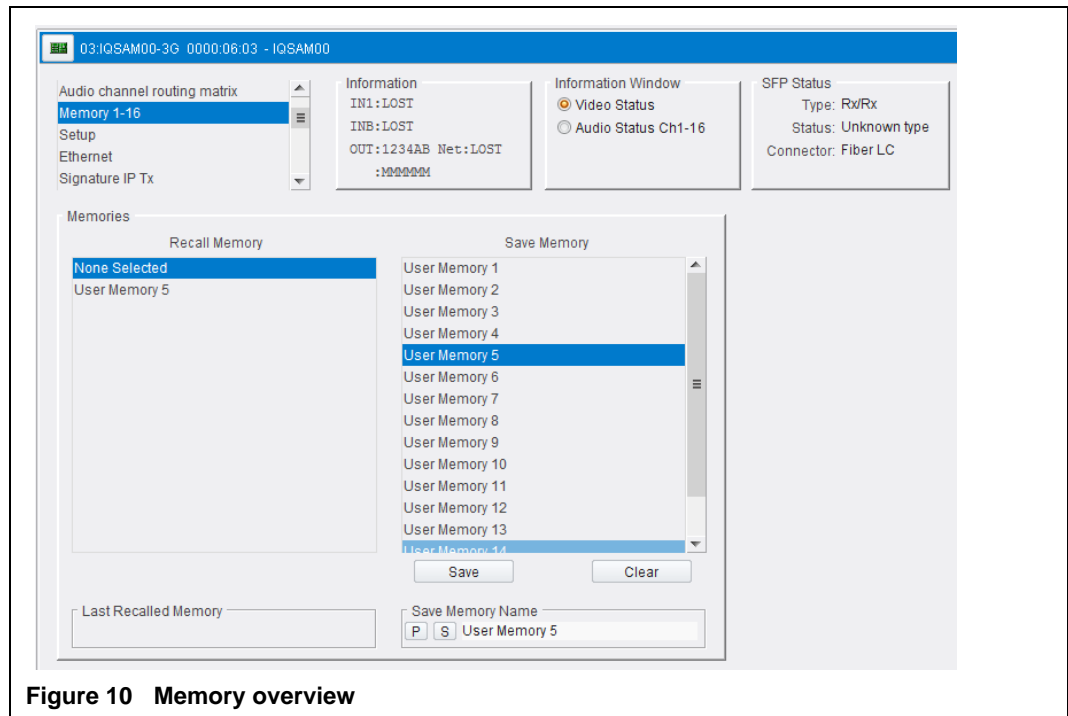 03:IQSAM00-3G 0000:06:03 - IQSAM00
Audio channel routing matrix
Memory 1-16
Setup
Ethernet
Signature IP Tx
Information
IN1:LOST
INB:LOST
OUT:1234AB Net:LOST
:MMMMMM
Information Window
Video Status
Audio Status Ch1-16
SFP Status
Type: Rx/Rx
Status: Unknown type
Connector: Fiber LC
Memories
Recall Memory
None Selected
User Memory 5
Save Memory
User Memory 1
User Memory 2
User Memory 3
User Memory 4
User Memory 5
User Memory 6
User Memory 7
User Memory 8
User Memory 9
User Memory 10
User Memory 11
User Memory 12
User Memory 13
User Memory 14
Save Clear
Last Recalled Memory
Save Memory Name
P S User Memory 5
Figure 10 Memory overview